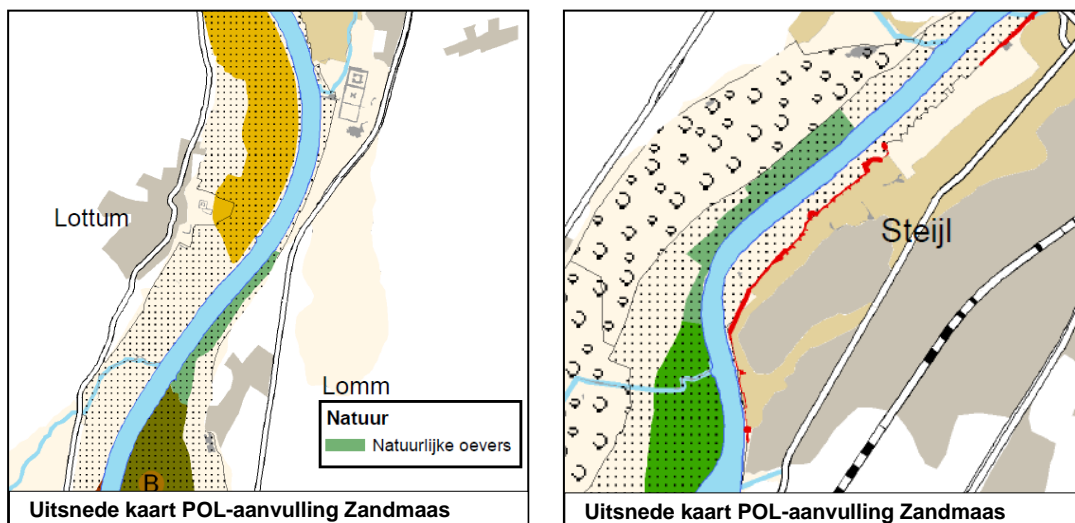 Lottum
Lomm
Natuur
Natuurlijke oevers
B
Uitsnede kaart POL-aanvulling Zandmaas
Steijl
Uitsnede kaart POL-aanvulling Zandmaas